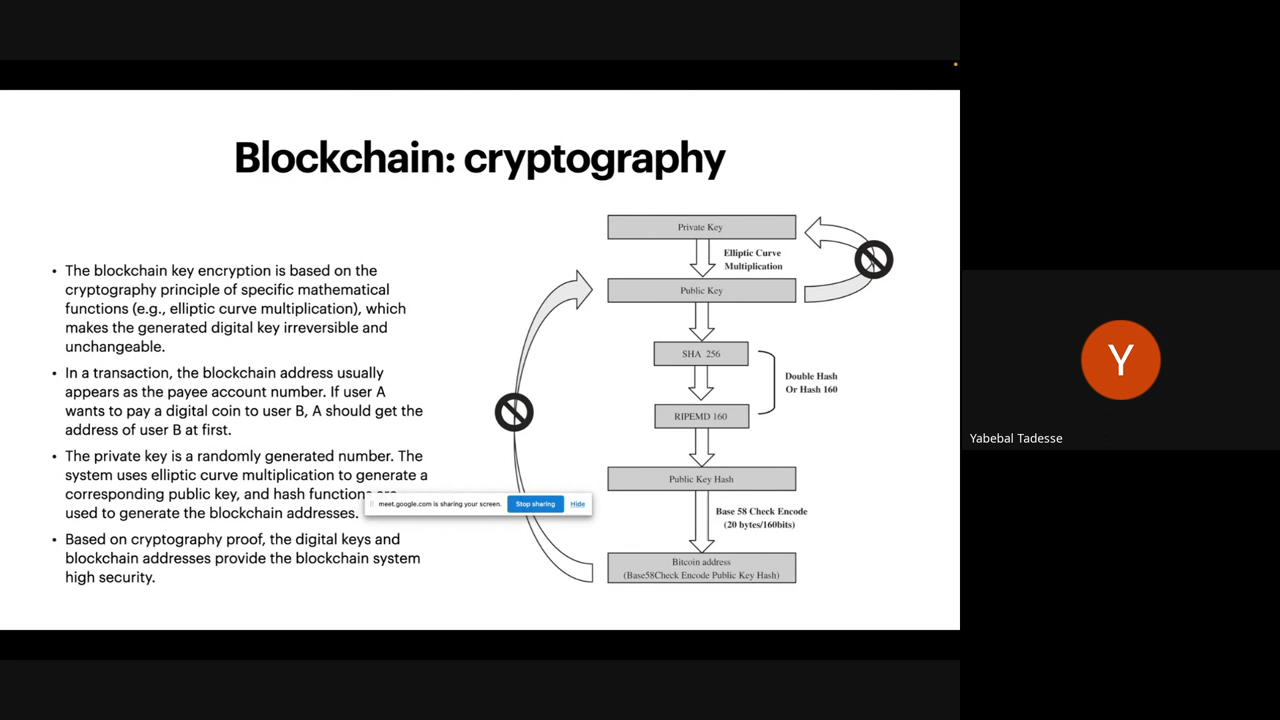 Blockchain: cryptography
• The blockchain key encryption is based on the
cryptography principle of specific mathematical
functions (e.g., elliptic curve multiplication), which
makes the generated digital key irreversible and
unchangeable.
• In a transaction, the blockchain address usually
appears as the payee account number. If user A
wants to pay a digital coin to user B, A should get the
address of user B at first.
• The private key is a randomly generated number. The
system uses elliptic curve multiplication to generate a
corresponding public key, and hash functions are
used to generate the blockchain addresses.
• Based on cryptography proof, the digital keys and
blockchain addresses provide the blockchain system
high security.
Private Key
Elliptic Curve
Multiplication
Public Key
SHA 256
Double Hash
Or Hash 160
RIPEMD 160
Public Key Hash
Base 58 Check Encode
(20 bytes/160bits)
Bitcoin address
(Base58Check Encode Public Key Hash)
meet.google.com is sharing your screen.
Stop sharing
Hide
Y
Yabebal Tadesse